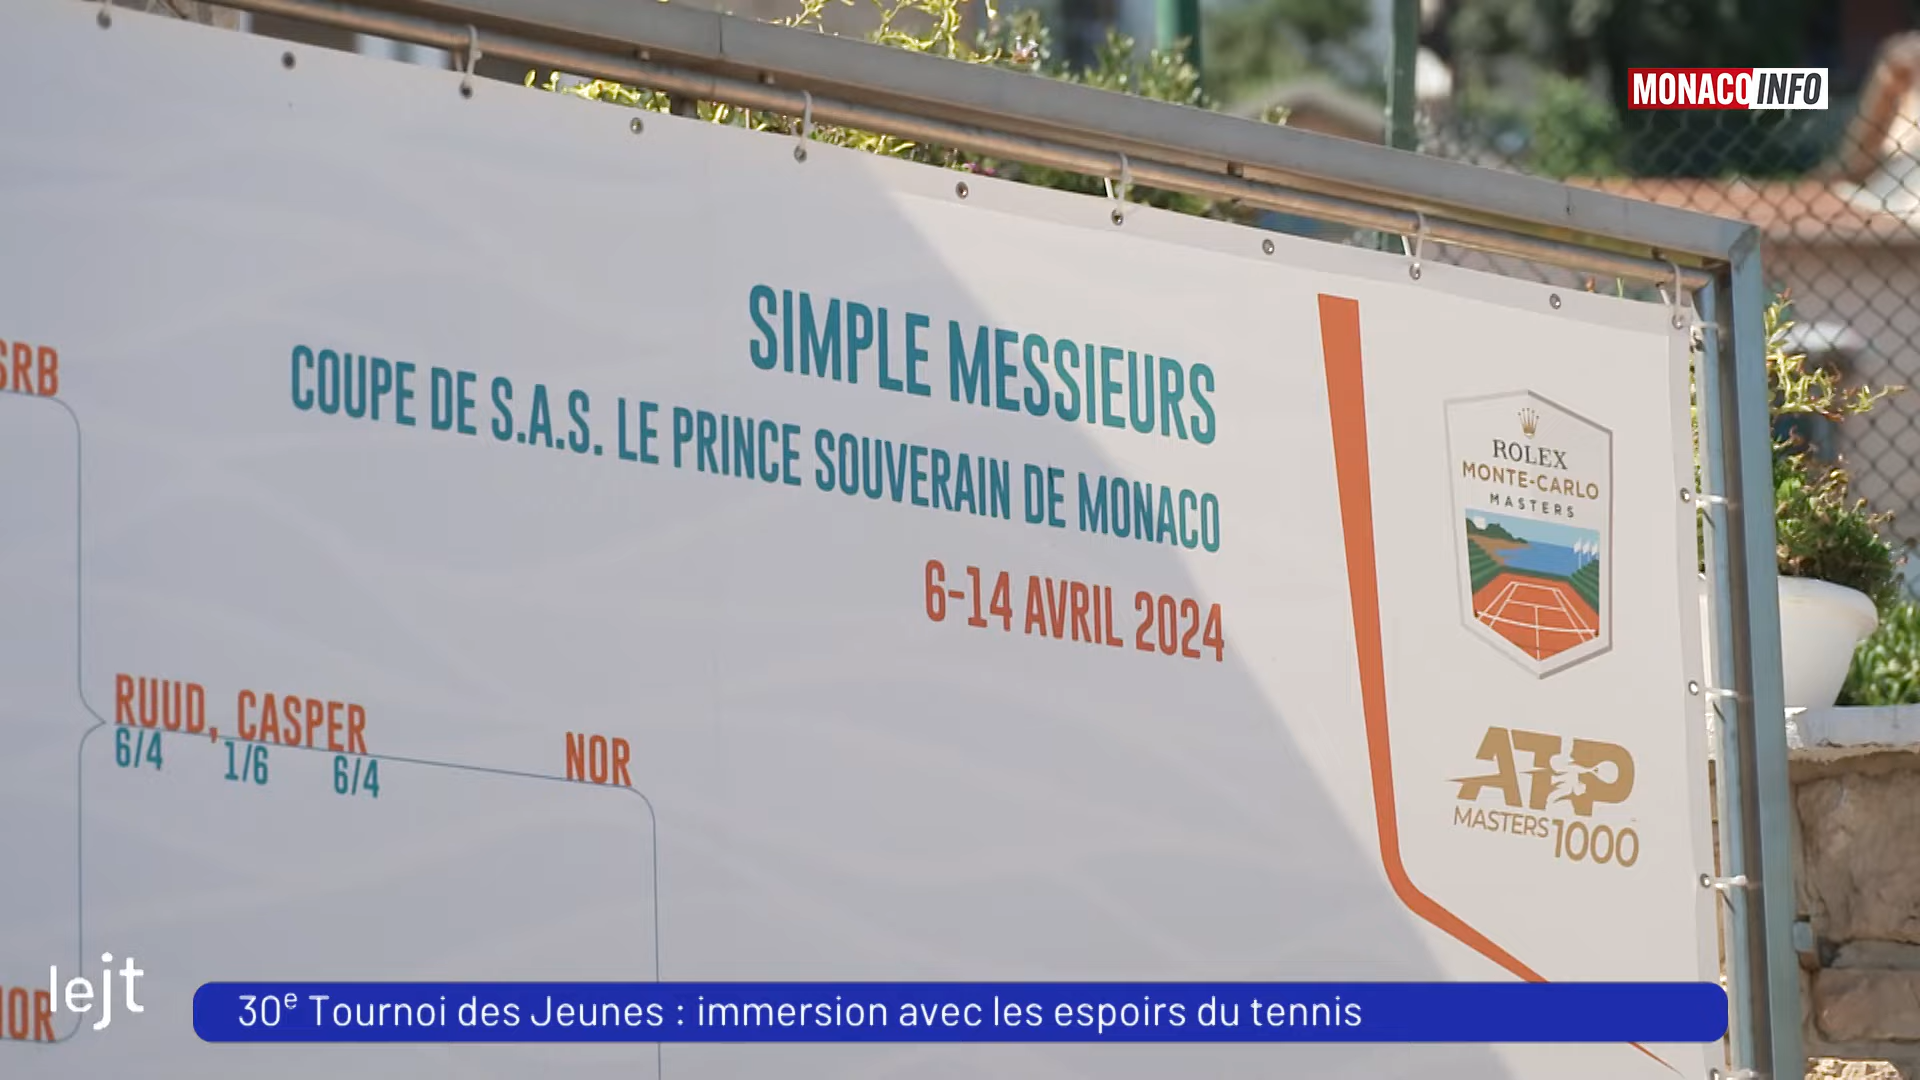 MONACOINFO
SIMPLE MESSIEURS
COUPE DE S.A.S. LE PRINCE SOUVERAIN DE MONACO
6-14 AVRIL 2024
SRB
RUUD, CASPER NOR
6/4 1/6 6/4
NOR
ROLEX
MONTE-CARLO
MASTERS
ATP
MASTERS 1000
lejt
30e Tournoi des Jeunes : immersion avec les espoirs du tennis